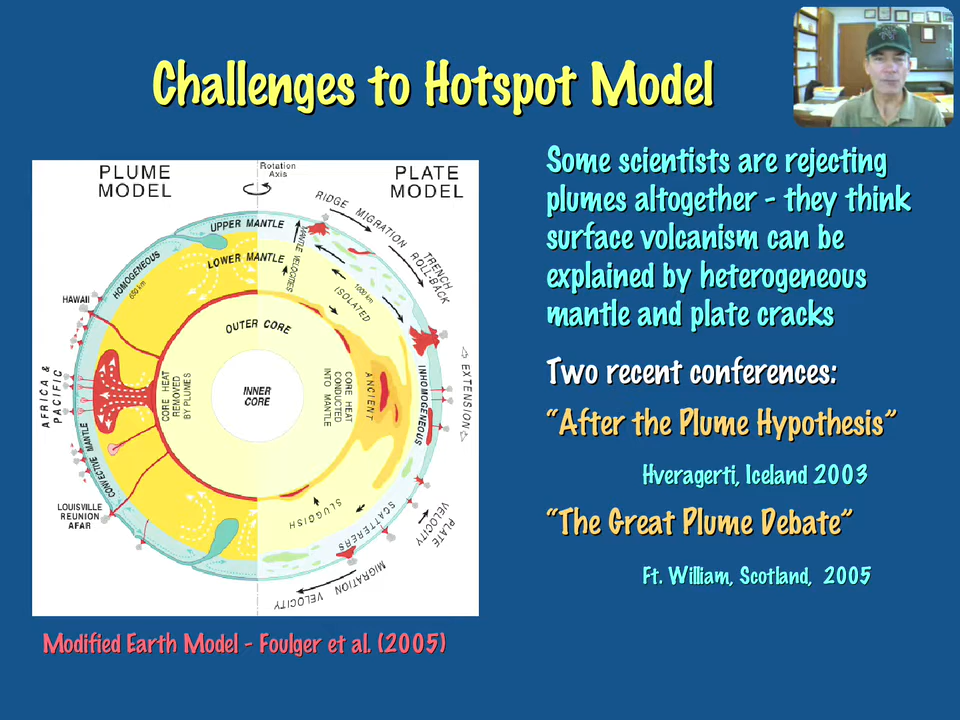 Challenges to Hotspot Model
PLUME
MODEL
Rotation
Axis
PLATE
MODEL
RIDGE MIGRATION
TRENCH
ROLL-BACK
UPPER MANTLE
LOWER MANTLE
MANTLE VELOCITIES
HOMOGENEOUS
650 km
1000 km
ISOLATED
HAWAII
OUTER CORE
AFRICA &
PACIFIC
CORE HEAT
REMOVED
BY PLUMES
INNER
CORE
CORE HEAT
CONDUCTED
INTO MANTLE
ANCIENT
INHOMOGENEOUS
EXTENSION
CONVECTIVE MANTLE
LOUISVILLE
REUNION
AFAR
SLUGGISH
SCATTERERS
PLATE
VELOCITY
MIGRATION VELOCITY
Modified Earth Model - Foulger et al. (2005)
Some scientists are rejecting
plumes altogether - they think
surface volcanism can be
explained by heterogeneous
mantle and plate cracks
Two recent conferences:
“After the Plume Hypothesis”
Hveragerti, Iceland 2003
“The Great Plume Debate”
Ft. William, Scotland, 2005